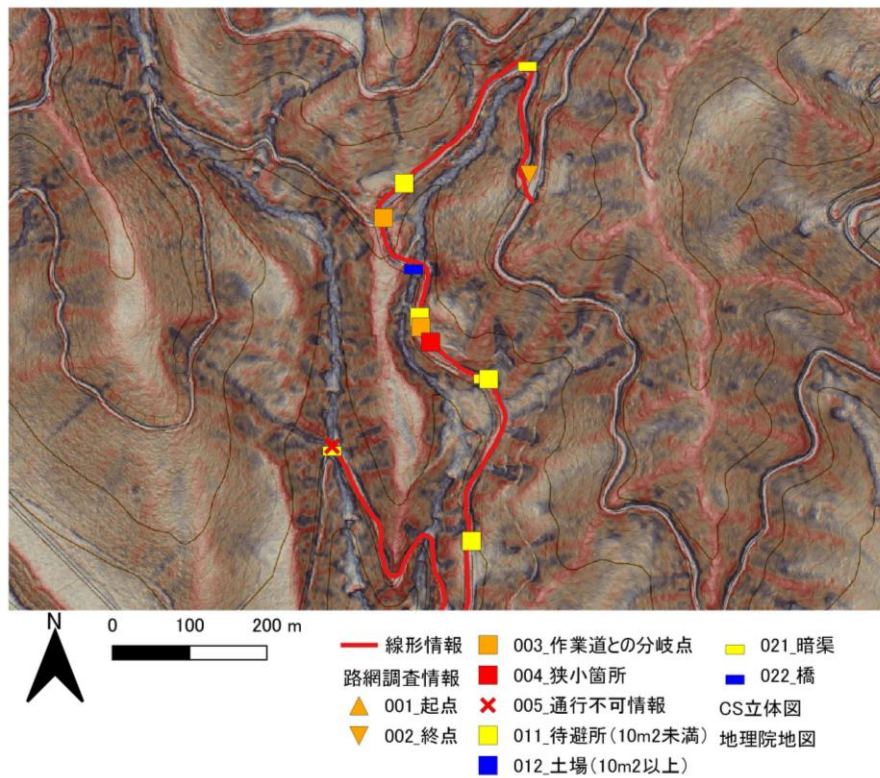 N
0 100 200 m
線形情報
路網調査情報
001_起点
002_終点
003_作業道との分岐点
004_狭小箇所
005_通行不可情報
011_待避所(10m2未満)
012_土場(10m2以上)
021_暗渠
022_橋
CS立体図
地理院地図